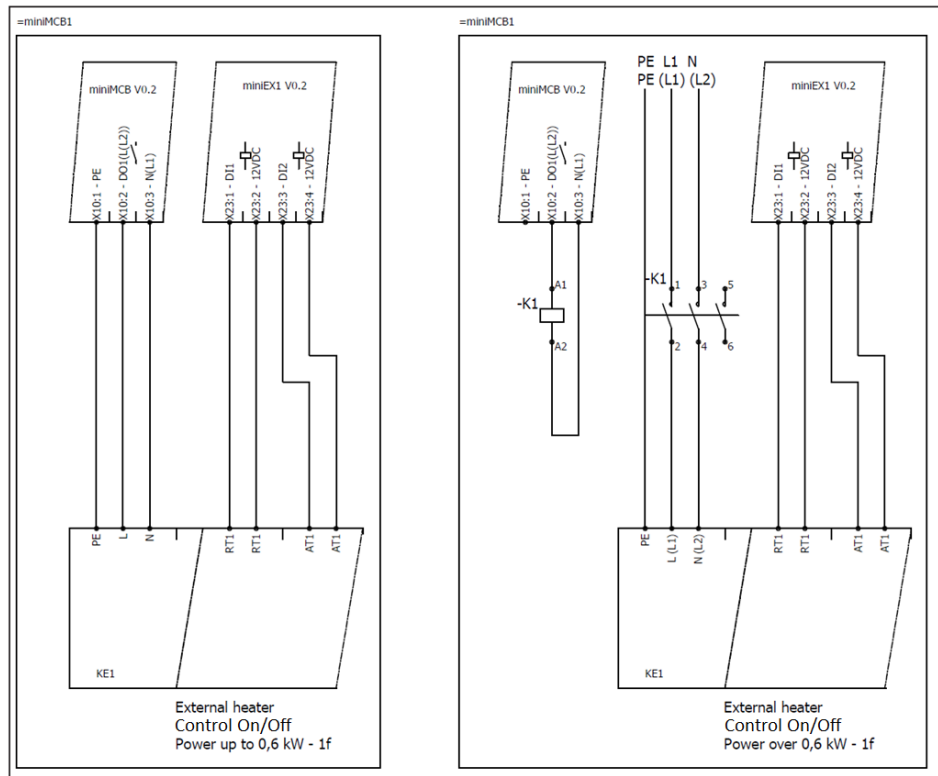 =miniMCB1
miniMCB V0.2
miniEX1 V0.2
X10:1 - PE
X10:2 - DO1(L(L2))
X10:3 - N(L1)
X23:1 - DI1
X23:2 - 12VDC
X23:3 - DI2
X23:4 - 12VDC
PE
L
N
RT1
RT1
AT1
AT1
KE1
External heater
Control On/Off
Power up to 0,6 kW - 1f
=miniMCB1
PE L1 N
PE (L1) (L2)
miniMCB V0.2
miniEX1 V0.2
X10:1 - PE
X10:2 - DO1(L(L2))
X10:3 - N(L1)
X23:1 - DI1
X23:2 - 12VDC
X23:3 - DI2
X23:4 - 12VDC
-K1
A1
A2
-K1
1
3
5
2
4
6
PE
L (L1)
N (L2)
RT1
RT1
AT1
AT1
KE1
External heater
Control On/Off
Power over 0,6 kW - 1f